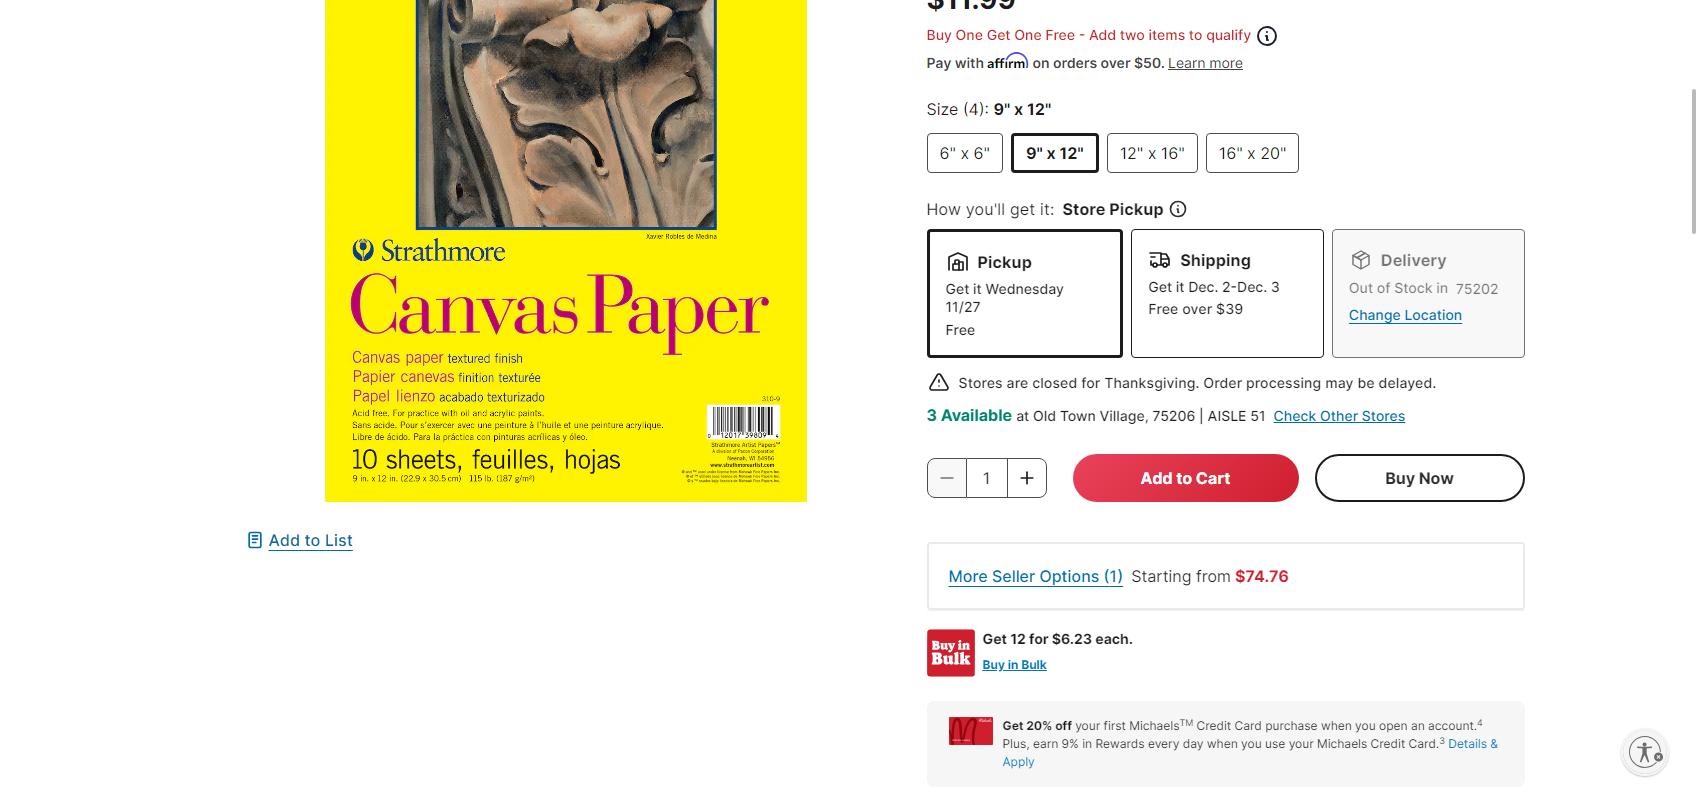 $11.99
Buy One Get One Free - Add two items to qualify
Pay with affirm on orders over $50. Learn more
Size (4): 9" x 12"
6" x 6"
9" x 12"
12" x 16"
16" x 20"
How you'll get it: Store Pickup
Pickup
Get it Wednesday
11/27
Free
Shipping
Get it Dec. 2-Dec. 3
Free over $39
Delivery
Out of Stock in 75202
Change Location
Stores are closed for Thanksgiving. Order processing may be delayed.
3 Available at Old Town Village, 75206 | AISLE 51 Check Other Stores
1
Add to Cart
Buy Now
More Seller Options (1) Starting from $74.76
Buy in
Bulk
Get 12 for $6.23 each.
Buy in Bulk
Get 20% off your first Michaels™ Credit Card purchase when you open an account.4
Plus, earn 9% in Rewards every day when you use your Michaels Credit Card.3 Details &
Apply
Xavier Robles de Medina
Strathmore
Canvas Paper
Canvas paper textured finish
Papier canevas finition texturée
Papel lienzo acabado texturizado
Acid free. For practice with oil and acrylic paints.
Sans acide. Pour s'exercer avec une peinture à l'huile et une peinture acrylique.
Libre de ácido. Para la práctica con pinturas acrílicas y óleo.
10 sheets, feuilles, hojas
9 in. x 12 in. (22.9 x 30.5 cm) 115 lb. (187 g/m²)
310-9
0 12017 39809 4
Strathmore Artist Papers™
A division of Pacon Corporation
Neenah, WI 54956
www.strathmoreartist.com
Add to List